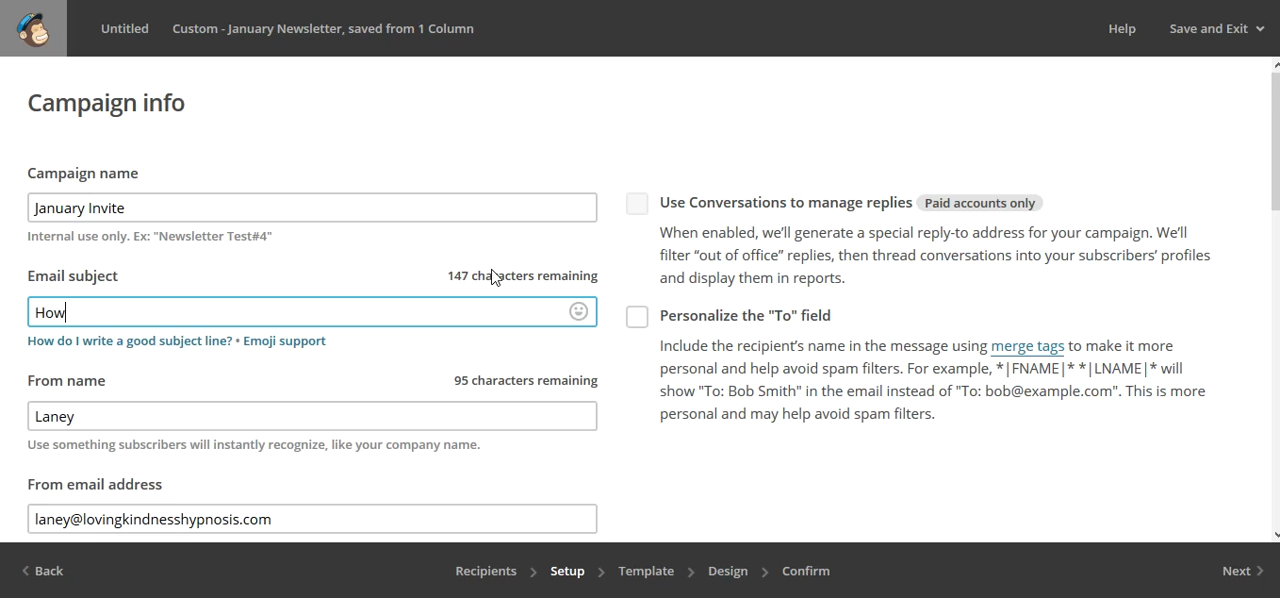 Untitled Custom - January Newsletter, saved from 1 Column Help Save and Exit
Campaign info
Campaign name
January Invite
Internal use only. Ex: "Newsletter Test#4"
Email subject 147 characters remaining
How
How do I write a good subject line? • Emoji support
From name 95 characters remaining
Laney
Use something subscribers will instantly recognize, like your company name.
From email address
laney@lovingkindnesshypnosis.com
Use Conversations to manage replies Paid accounts only
When enabled, we’ll generate a special reply-to address for your campaign. We’ll
filter “out of office” replies, then thread conversations into your subscribers’ profiles
and display them in reports.
Personalize the "To" field
Include the recipient’s name in the message using merge tags to make it more
personal and help avoid spam filters. For example, *|FNAME|* *|LNAME|* will
show "To: Bob Smith" in the email instead of "To: bob@example.com". This is more
personal and may help avoid spam filters.
Back Recipients Setup Template Design Confirm Next